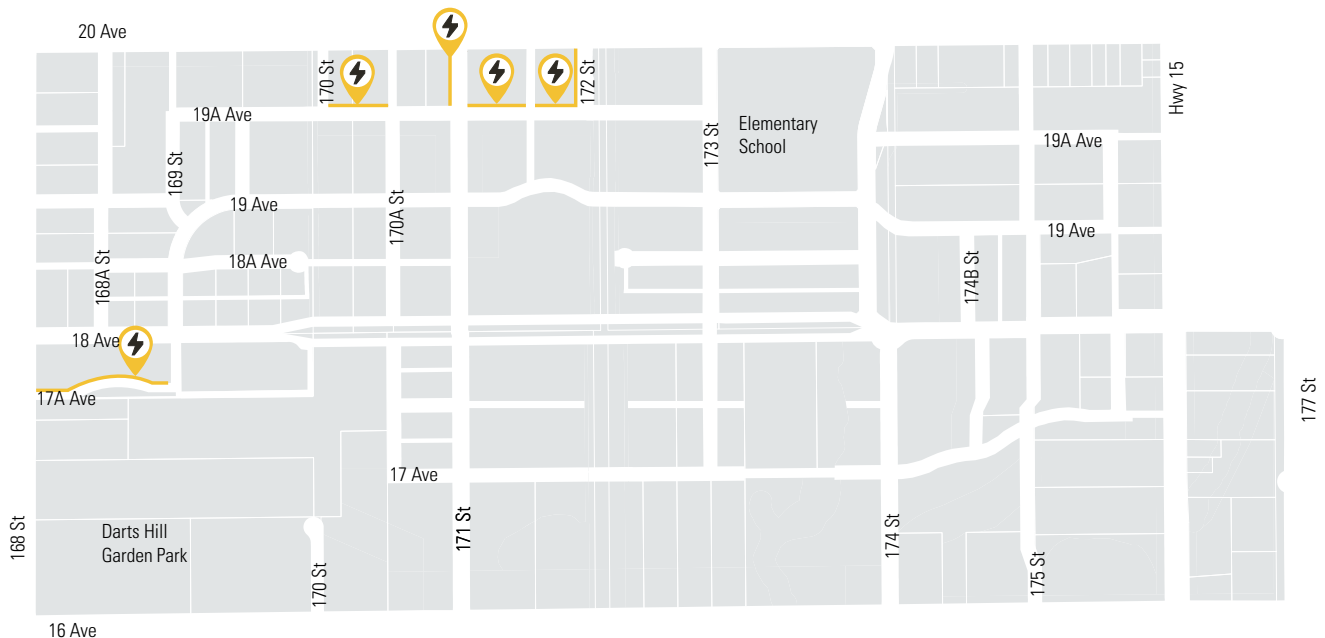 20 Ave
170 St
172 St
Hwy 15
19A Ave
Elementary
School
173 St
19A Ave
169 St
19 Ave
170A St
19 Ave
168A St
18A Ave
174B St
18 Ave
17A Ave
177 St
17 Ave
168 St
Darts Hill
Garden Park
171 St
174 St
170 St
175 St
16 Ave